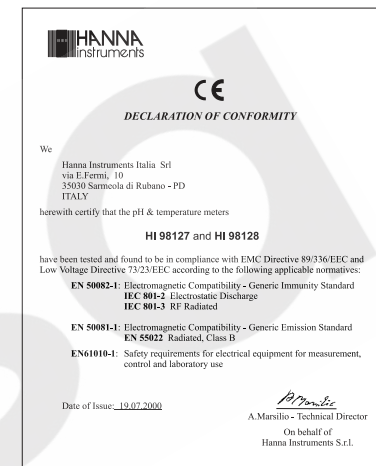 HANNA
instruments
CE
DECLARATION OF CONFORMITY
We
Hanna Instruments Italia Srl
via E.Fermi, 10
35030 Sarmeola di Rubano - PD
ITALY
herewith certify that the pH & temperature meters
HI 98127 and HI 98128
have been tested and found to be in compliance with EMC Directive 89/336/EEC and
Low Voltage Directive 73/23/EEC according to the following applicable normatives:
EN 50082-1: Electromagnetic Compatibility - Generic Immunity Standard
IEC 801-2 Electrostatic Discharge
IEC 801-3 RF Radiated
EN 50081-1: Electromagnetic Compatibility - Generic Emission Standard
EN 55022 Radiated, Class B
EN61010-1: Safety requirements for electrical equipment for measurement,
control and laboratory use
Date of Issue: 19.07.2000
A.Marsilio
A.Marsilio - Technical Director
On behalf of
Hanna Instruments S.r.l.